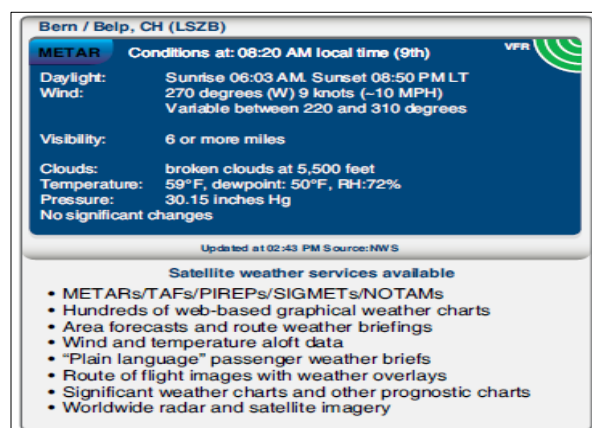 Bern / Belp, CH (LSZB)
METAR Conditions at: 08:20 AM local time (9th) VFR
Daylight: Sunrise 06:03 AM. Sunset 08:50 PM LT
Wind: 270 degrees (W) 9 knots (~10 MPH)
Variable between 220 and 310 degrees
Visibility: 6 or more miles
Clouds: broken clouds at 5,500 feet
Temperature: 59°F, dewpoint: 50°F, RH:72%
Pressure: 30.15 inches Hg
No significant changes
Updated at 02:43 PM Source:NWS
Satellite weather services available
• METARs/TAFs/PIREPs/SIGMETs/NOTAMs
• Hundreds of web-based graphical weather charts
• Area forecasts and route weather briefings
• Wind and temperature aloft data
• “Plain language” passenger weather briefs
• Route of flight images with weather overlays
• Significant weather charts and other prognostic charts
• Worldwide radar and satellite imagery